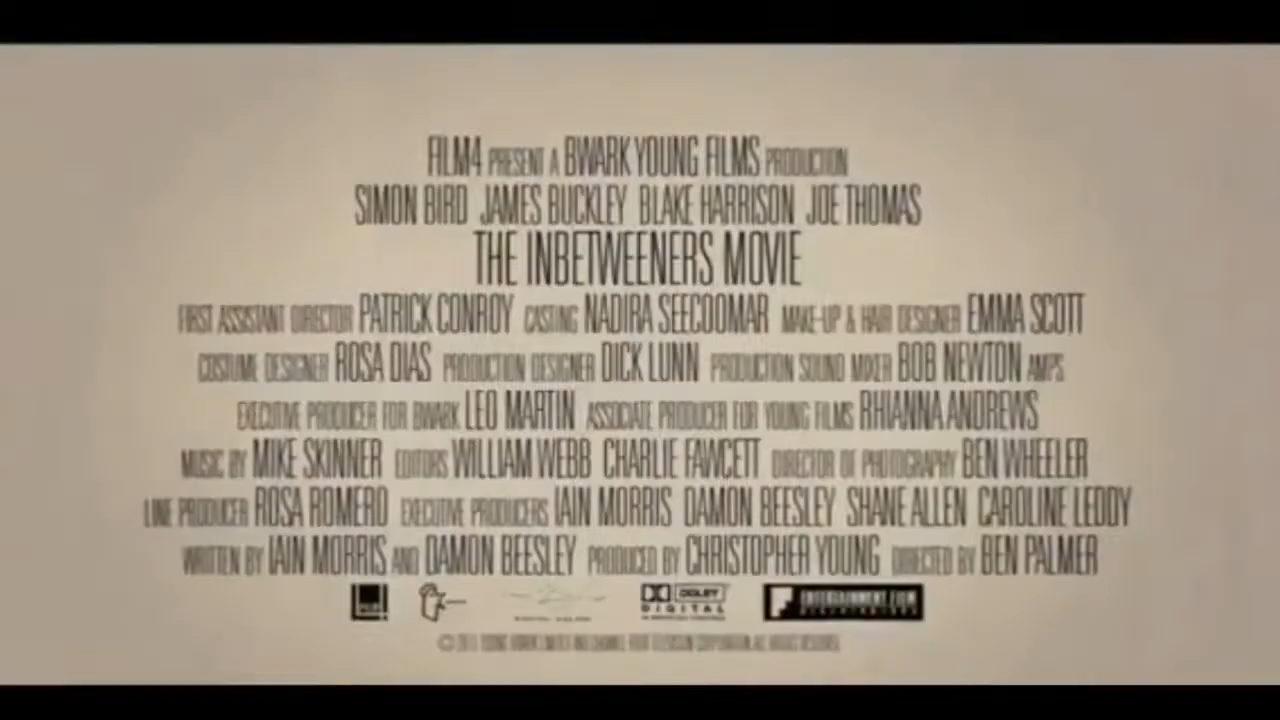 FILM4 PRESENT A BWARK YOUNG FILMS PRODUCTION
SIMON BIRD JAMES BUCKLEY BLAKE HARRISON JOE THOMAS
THE INBETWEENERS MOVIE
FIRST ASSISTANT DIRECTOR PATRICK CONROY CASTING NADIRA SEECOOMAR MAKE-UP & HAIR DESIGNER EMMA SCOTT
COSTUME DESIGNER ROSA DIAS PRODUCTION DESIGNER DICK LUNN PRODUCTION SOUND MIXER BOB NEWTON AMPS
EXECUTIVE PRODUCER FOR BWARK LEO MARTIN ASSOCIATE PRODUCER FOR YOUNG FILMS RHIANNA ANDREWS
MUSIC BY MIKE SKINNER EDITORS WILLIAM WEBB CHARLIE FAWCETT DIRECTOR OF PHOTOGRAPHY BEN WHEELER
LINE PRODUCER ROSA ROMERO EXECUTIVE PRODUCERS IAIN MORRIS DAMON BEESLEY SHANE ALLEN CAROLINE LEDDY
WRITTEN BY IAIN MORRIS AND DAMON BEESLEY PRODUCED BY CHRISTOPHER YOUNG DIRECTED BY BEN PALMER
DOLBY
DIGITAL
ENTERTAINMENT FILM
DISTRIBUTORS